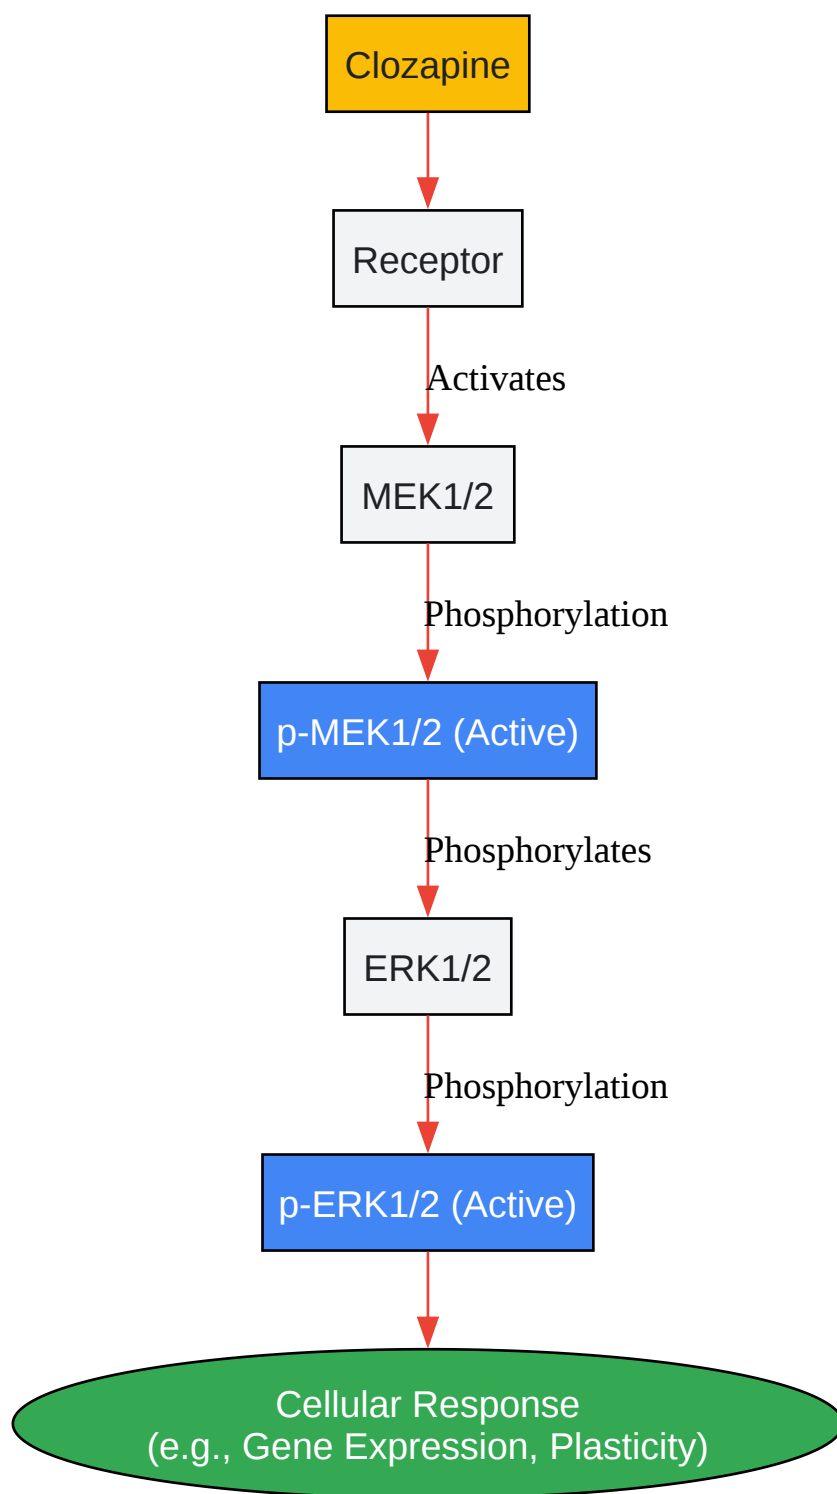 Clozapine
Receptor
Activates
MEK1/2
Phosphorylation
p-MEK1/2 (Active)
Phosphorylates
ERK1/2
Phosphorylation
p-ERK1/2 (Active)
Cellular Response
(e.g., Gene Expression, Plasticity)